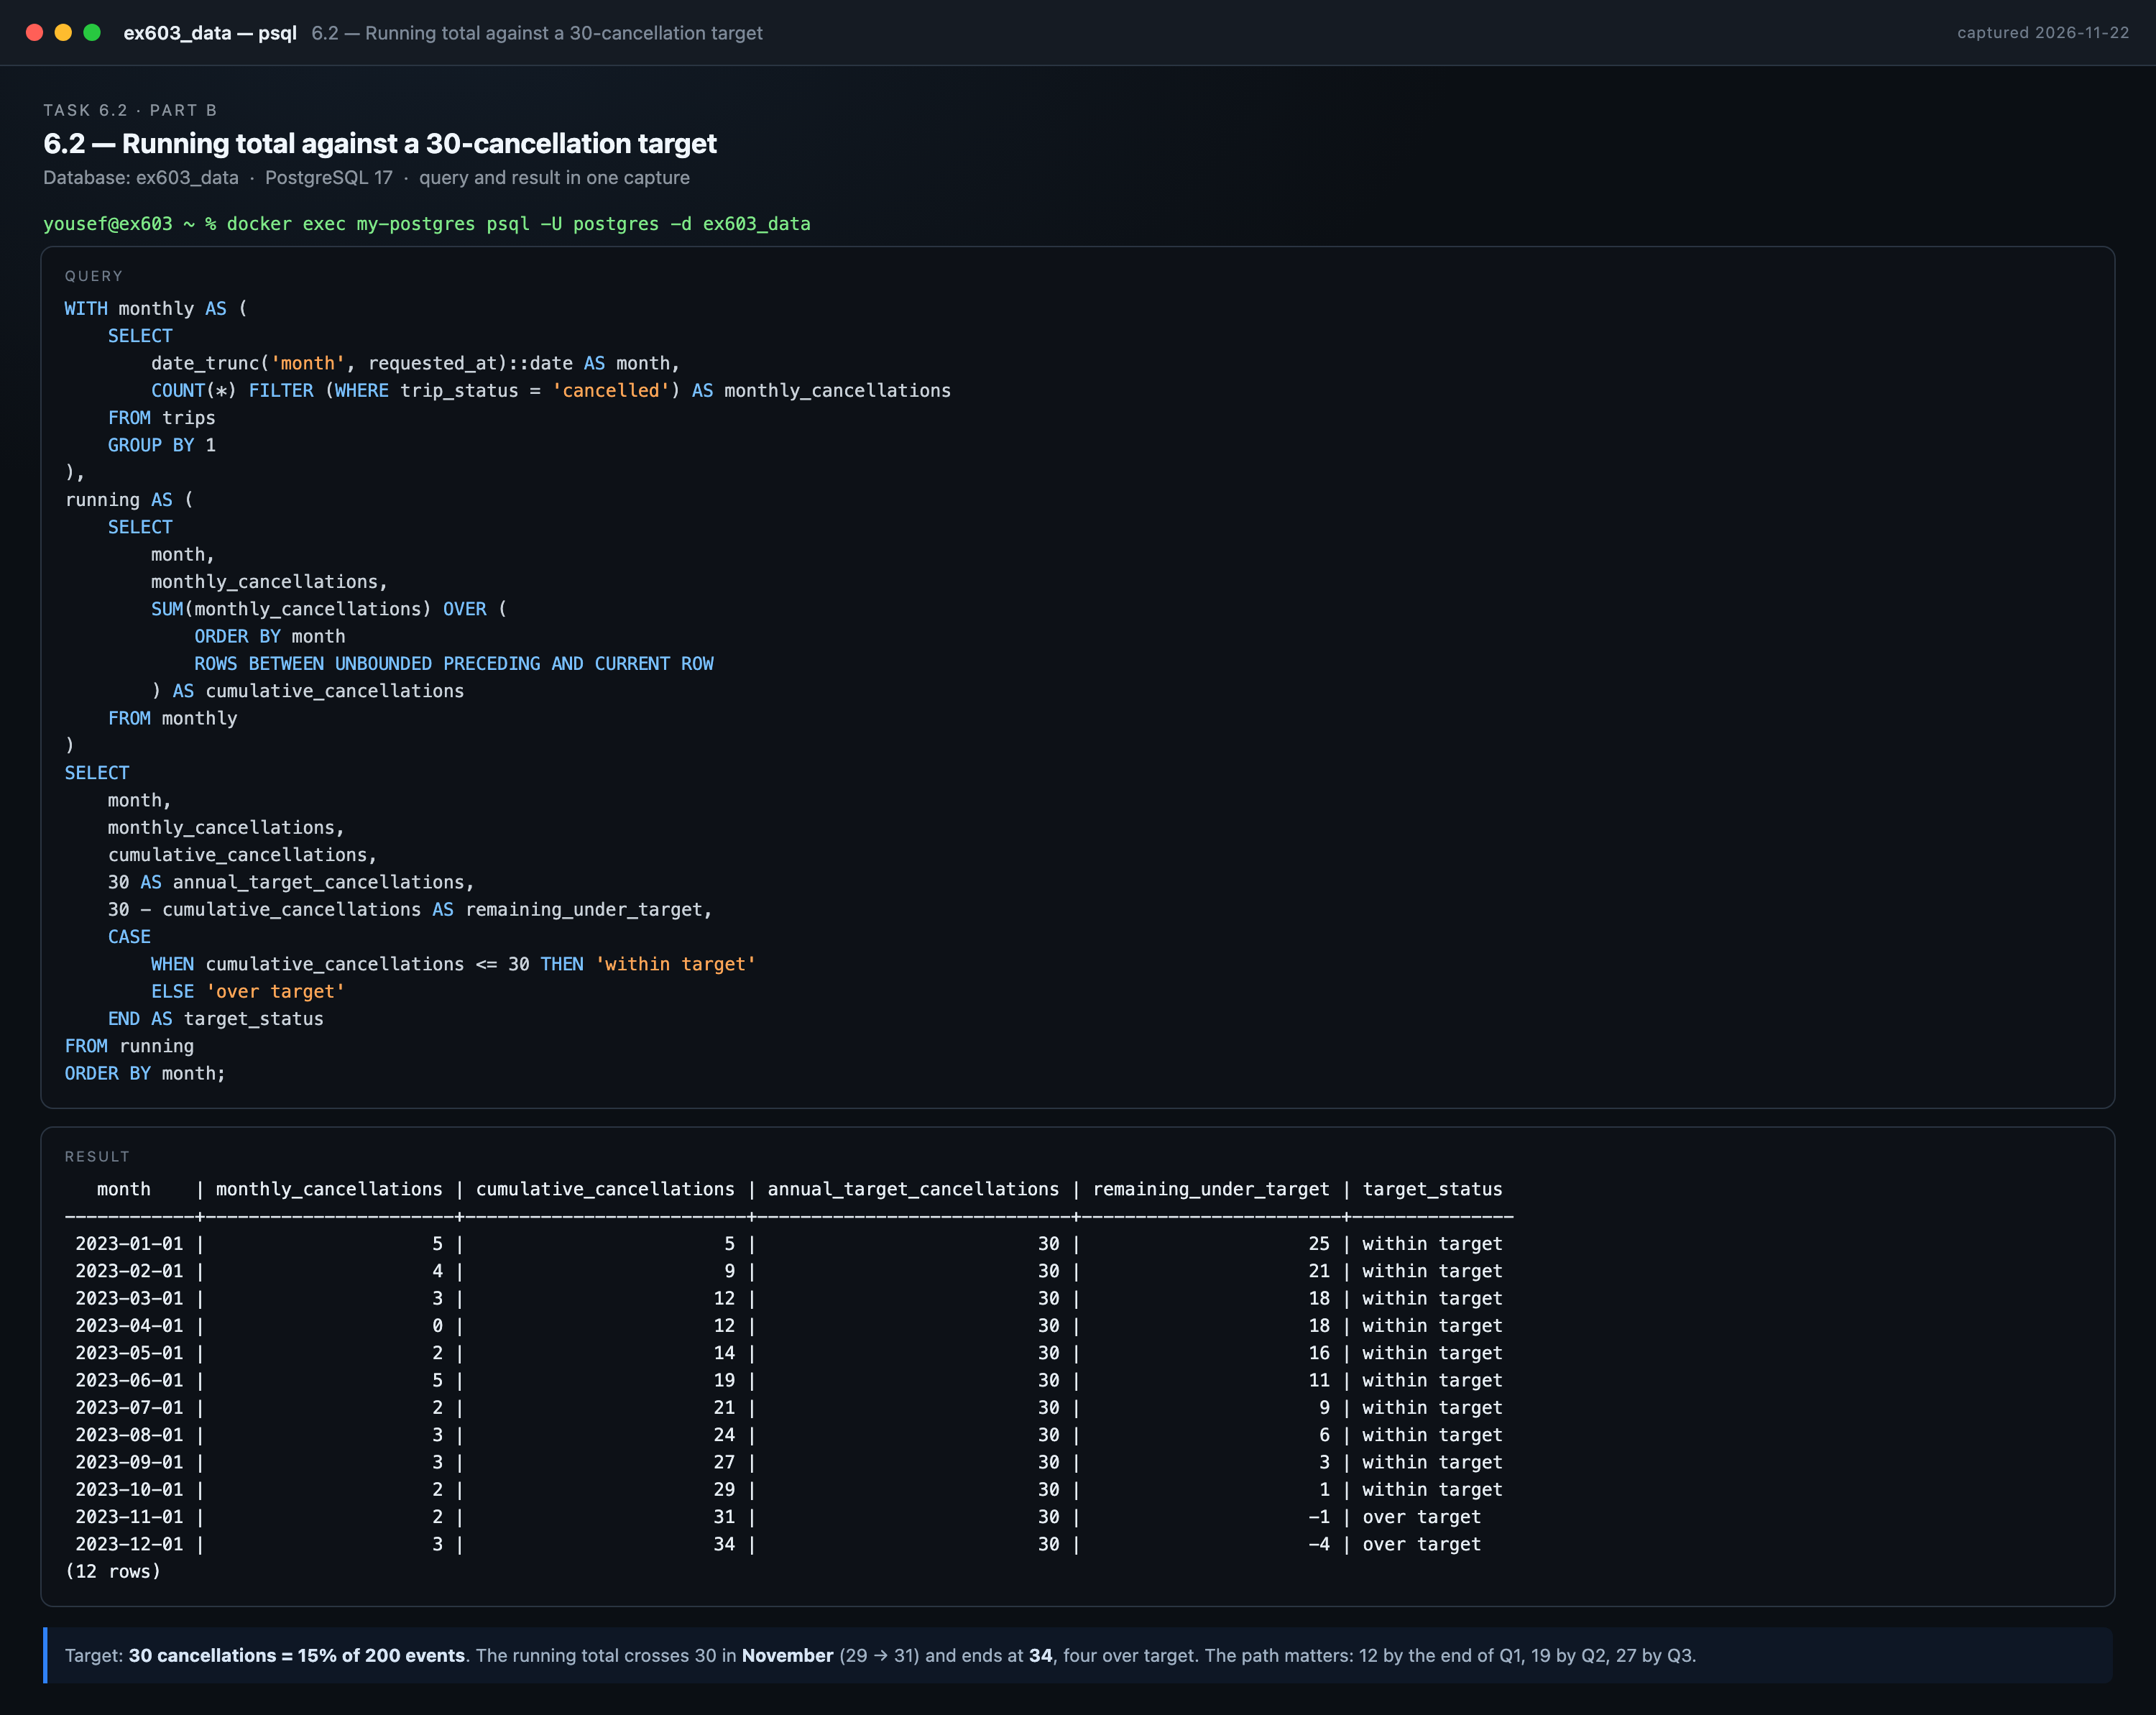 ex603_data — psql 6.2 — Running total against a 30-cancellation target captured 2026-11-22
TASK 6.2 · PART B
6.2 — Running total against a 30-cancellation target
Database: ex603_data · PostgreSQL 17 · query and result in one capture
yousef@ex603 ~ % docker exec my-postgres psql -U postgres -d ex603_data
QUERY
WITH monthly AS (
    SELECT
        date_trunc('month', requested_at)::date AS month,
        COUNT(*) FILTER (WHERE trip_status = 'cancelled') AS monthly_cancellations
    FROM trips
    GROUP BY 1
),
running AS (
    SELECT
        month,
        monthly_cancellations,
        SUM(monthly_cancellations) OVER (
            ORDER BY month
            ROWS BETWEEN UNBOUNDED PRECEDING AND CURRENT ROW
        ) AS cumulative_cancellations
    FROM monthly
)
SELECT
    month,
    monthly_cancellations,
    cumulative_cancellations,
    30 AS annual_target_cancellations,
    30 - cumulative_cancellations AS remaining_under_target,
    CASE
        WHEN cumulative_cancellations <= 30 THEN 'within target'
        ELSE 'over target'
    END AS target_status
FROM running
ORDER BY month;
RESULT
   month    | monthly_cancellations | cumulative_cancellations | annual_target_cancellations | remaining_under_target | target_status
------------+-----------------------+--------------------------+-----------------------------+------------------------+---------------
 2023-01-01 |                     5 |                        5 |                          30 |                     25 | within target
 2023-02-01 |                     4 |                        9 |                          30 |                     21 | within target
 2023-03-01 |                     3 |                       12 |                          30 |                     18 | within target
 2023-04-01 |                     0 |                       12 |                          30 |                     18 | within target
 2023-05-01 |                     2 |                       14 |                          30 |                     16 | within target
 2023-06-01 |                     5 |                       19 |                          30 |                     11 | within target
 2023-07-01 |                     2 |                       21 |                          30 |                      9 | within target
 2023-08-01 |                     3 |                       24 |                          30 |                      6 | within target
 2023-09-01 |                     3 |                       27 |                          30 |                      3 | within target
 2023-10-01 |                     2 |                       29 |                          30 |                      1 | within target
 2023-11-01 |                     2 |                       31 |                          30 |                     -1 | over target
 2023-12-01 |                     3 |                       34 |                          30 |                     -4 | over target
(12 rows)
Target: 30 cancellations = 15% of 200 events. The running total crosses 30 in November (29 → 31) and ends at 34, four over target. The path matters: 12 by the end of Q1, 19 by Q2, 27 by Q3.